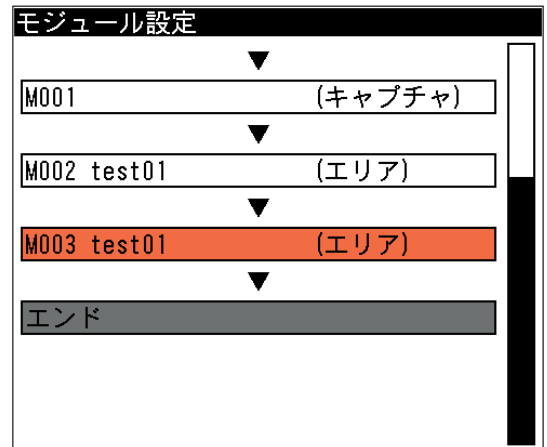 モジュール設定
▼
M001 (キャプチャ)
▼
M002 test01 (エリア)
▼
M003 test01 (エリア)
▼
エンド